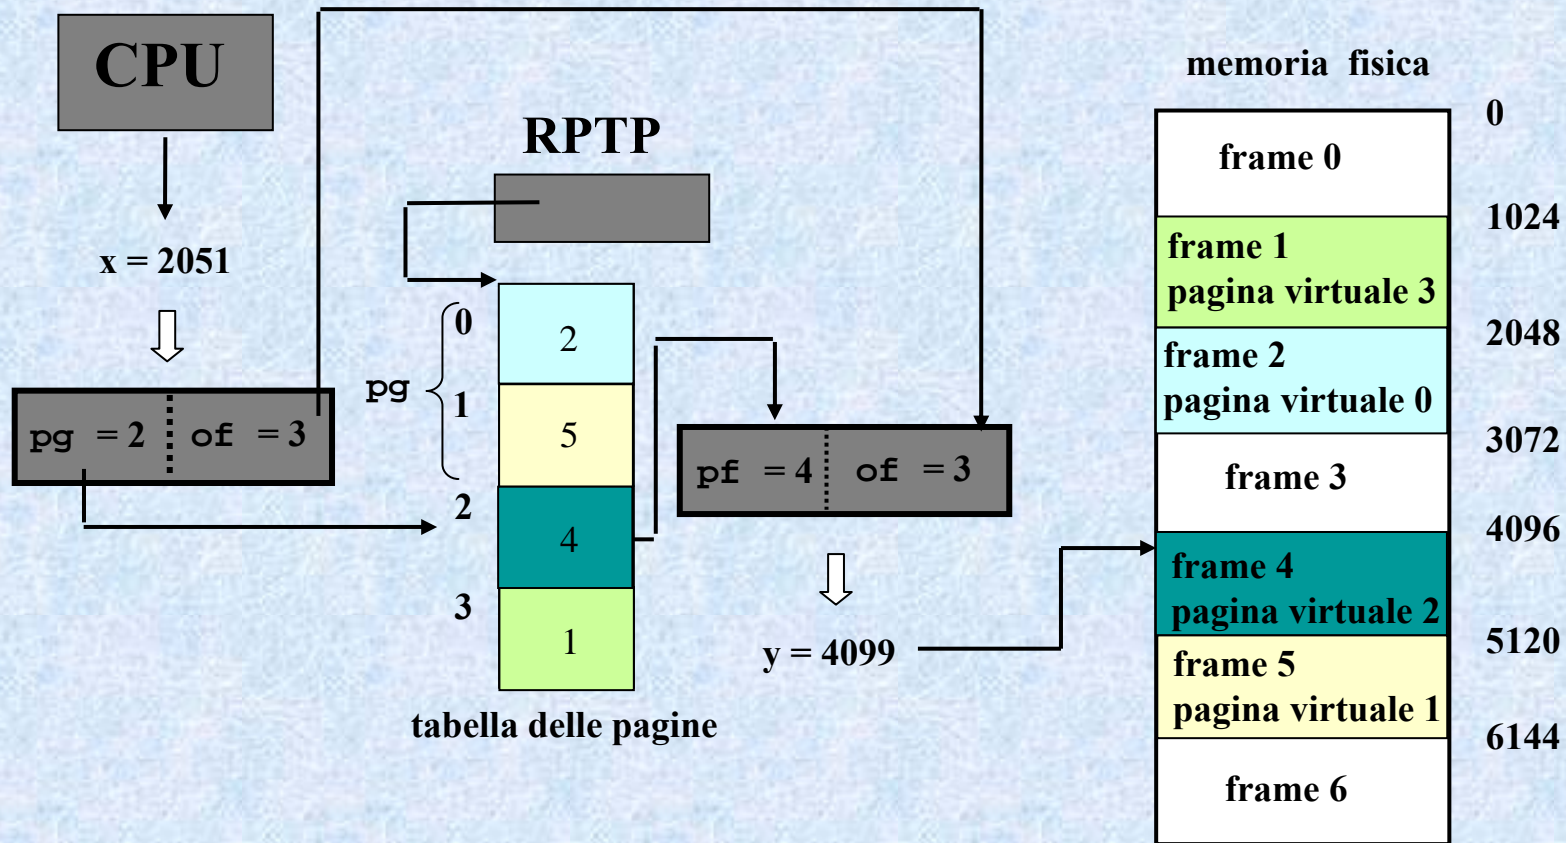 CPU
x = 2051
pg = 2 of = 3
RPTP
pg
0
1
2
3
2
5
4
1
tabella delle pagine
pf = 4 of = 3
y = 4099
memoria fisica
0
frame 0
1024
frame 1
pagina virtuale 3
2048
frame 2
pagina virtuale 0
3072
frame 3
4096
frame 4
pagina virtuale 2
5120
frame 5
pagina virtuale 1
6144
frame 6